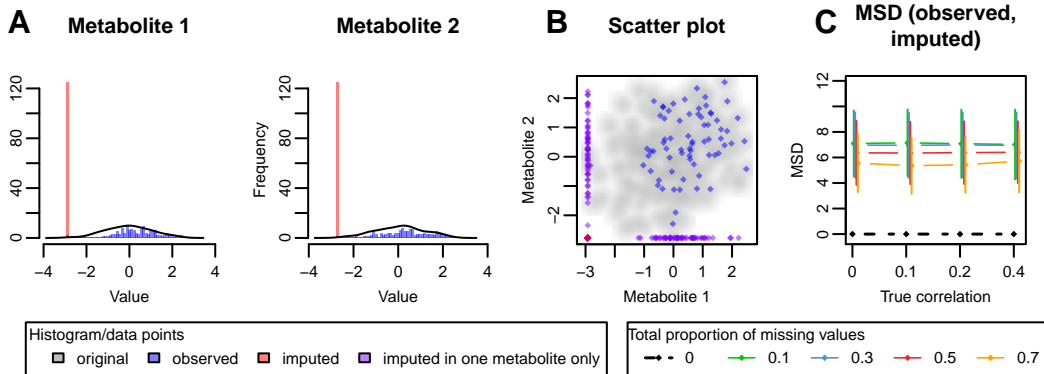 A
Metabolite 1
Metabolite 2
B
Scatter plot
C
MSD (observed,
imputed)
120
80
40
0
−4
−2
0
2
4
Value
Frequency
120
80
40
0
−4
−2
0
2
4
Value
Metabolite 2
2
1
0
−2
−3
−1
0
1
2
Metabolite 1
MSD
12
8
6
4
2
0
0
0.1
0.2
0.4
True correlation
Histogram/data points
original
observed
imputed
imputed in one metabolite only
Total proportion of missing values
0
0.1
0.3
0.5
0.7